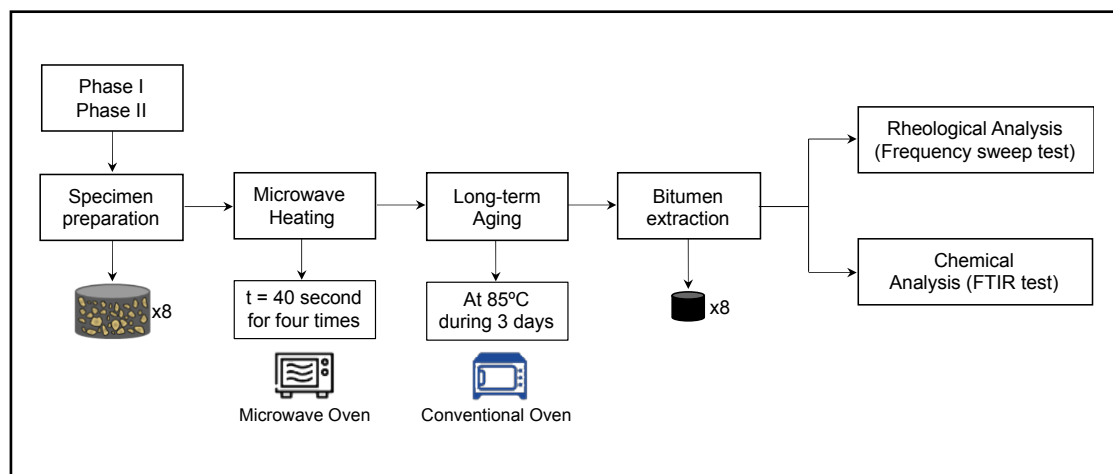 Phase I
Phase II
Specimen
preparation
x8
Microwave
Heating
t = 40 second
for four times
Microwave Oven
Long-term
Aging
At 85ºC
during 3 days
Conventional Oven
Bitumen
extraction
x8
Rheological Analysis
(Frequency sweep test)
Chemical
Analysis (FTIR test)